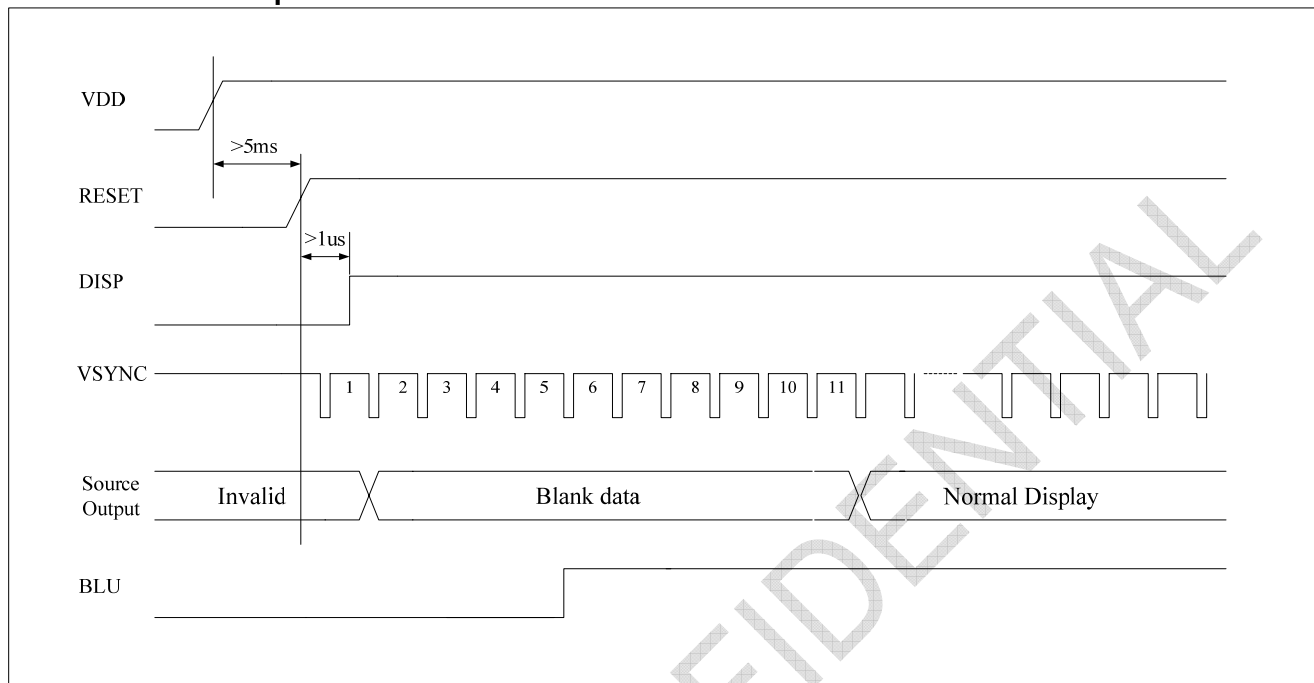 VDD
>5ms
RESET
>1us
DISP
VSYNC
1 2 3 4 5 6 7 8 9 10 11
Source
Output
Invalid
Blank data
Normal Display
BLU
FIDENTIAL